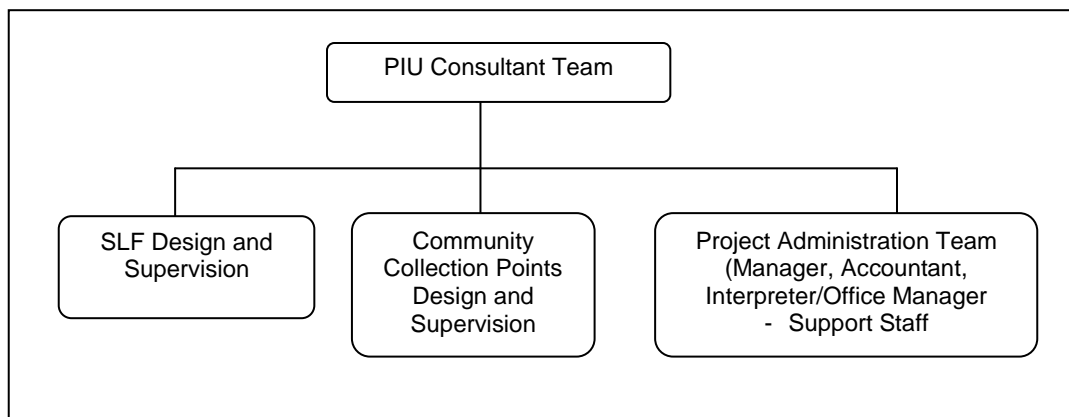 PIU Consultant Team
SLF Design and
Supervision
Community
Collection Points
Design and
Supervision
Project Administration Team
(Manager, Accountant,
Interpreter/Office Manager
- Support Staff